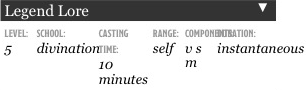 Legend Lore ▼
LEVEL: SCHOOL: CASTING TIME: RANGE: COMPONENTS: DURATION:
5 divination 10 minutes self v s m instantaneous